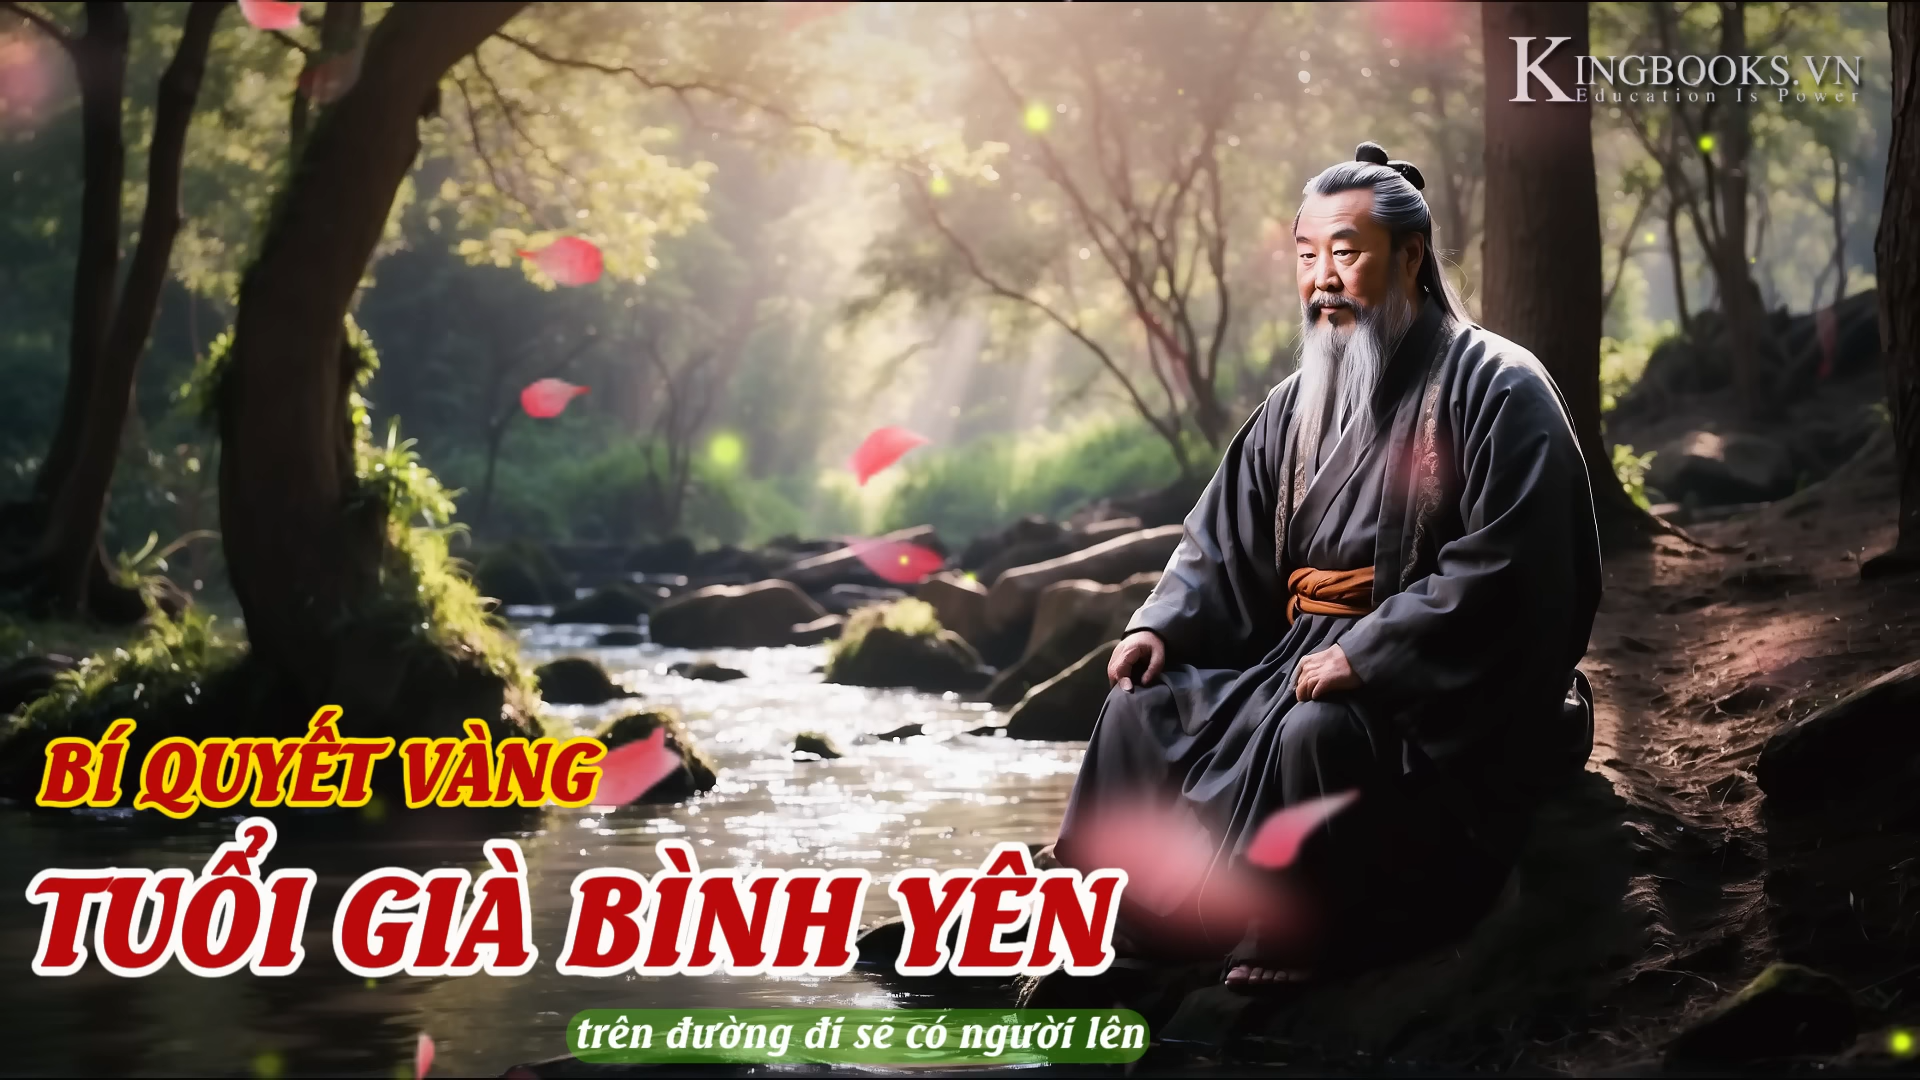 KINGBOOKS.VN
Education Is Power
BÍ QUYẾT VÀNG
TUỔI GIÀ BÌNH YÊN
trên đường đi sẽ có người lên